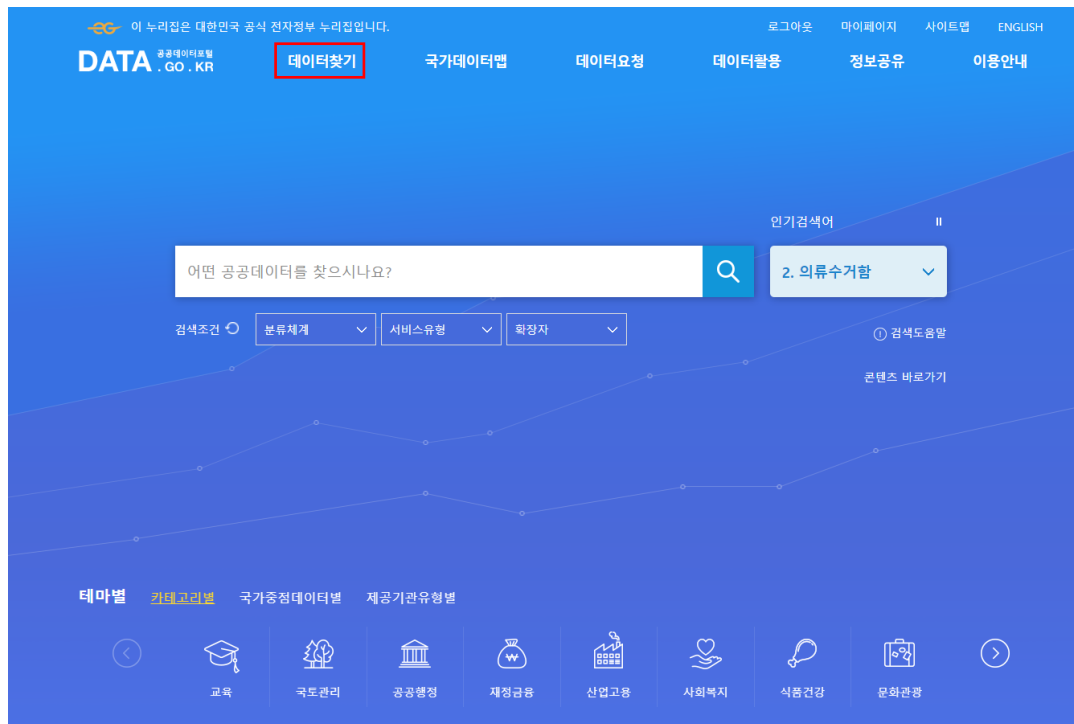 이 누리집은 대한민국 공식 전자정부 누리집입니다.
로그아웃 마이페이지 사이트맵 ENGLISH
DATA 공공데이터포털 .GO.KR
데이터찾기 국가데이터맵 데이터요청 데이터활용 정보공유 이용안내
인기검색어
어떤 공공데이터를 찾으시나요?
2. 의류수거함
검색조건 분류체계 서비스유형 확장자
검색도움말
콘텐츠 바로가기
테마별 카테고리별 국가중점데이터별 제공기관유형별
교육 국토관리 공공행정 재정금융 산업고용 사회복지 식품건강 문화관광